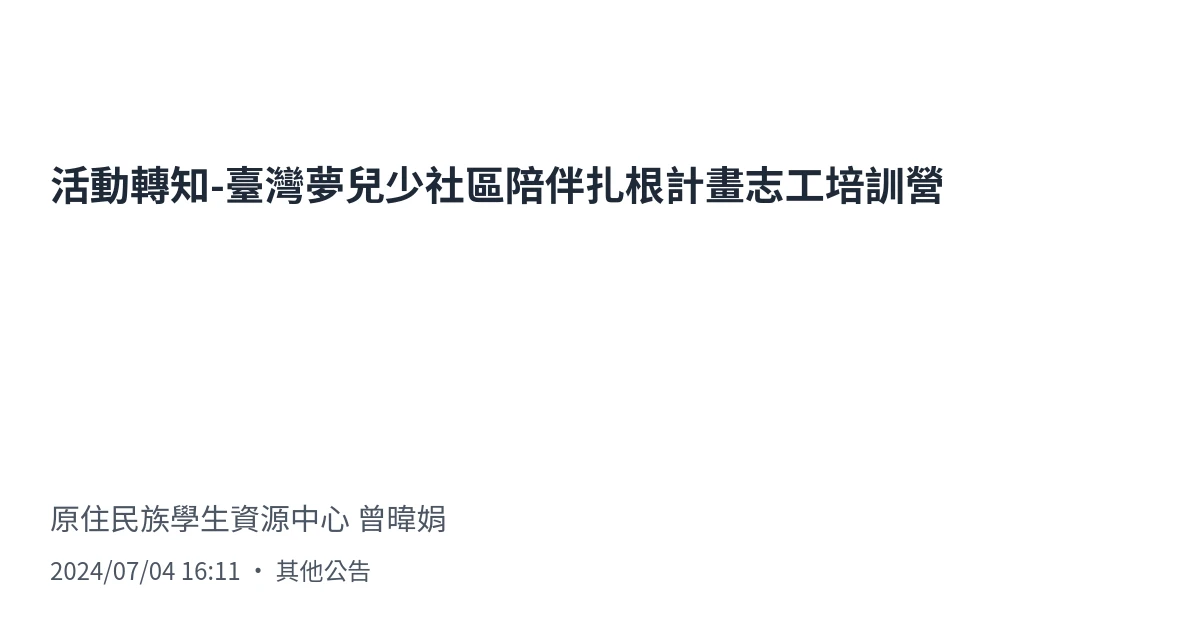 活動轉知-臺灣夢兒少社區陪伴扎根計畫志工培訓營
原住民族學生資源中心 曾暐娟
2024/07/04 16:11 • 其他公告